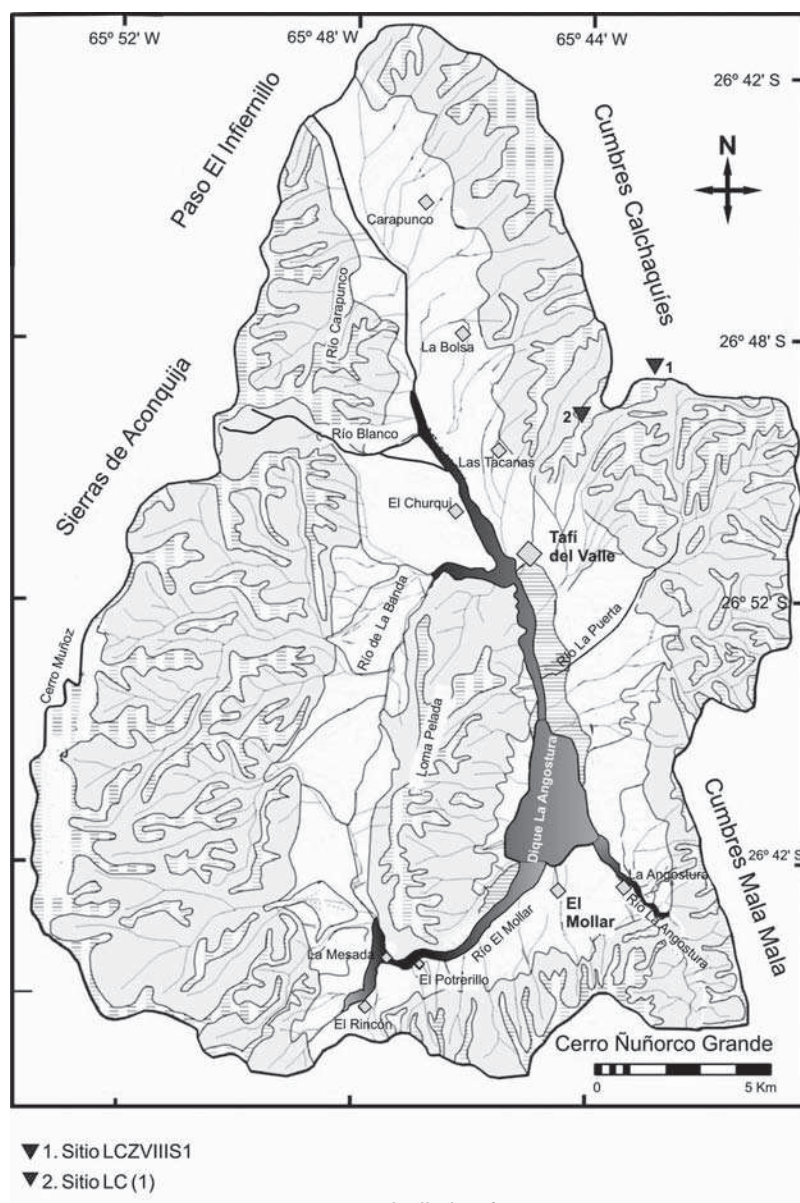 65º 52' W
65º 48' W
65º 44' W
26º 42' S
Paso El Infiernillo
Cumbres Calchaquíes
N
Carapunco
Río Carapunco
La Bolsa
26º 48' S
1
2
Sierras de Aconquija
Río Blanco
Las Tacanas
El Churqui
Tafí
del Valle
26º 52' S
Río de La Banda
Río La Puerta
Cerro Muñoz
Loma Pelada
Dique La Angostura
Cumbres Mala Mala
26º 42' S
La Angostura
Río La Angostura
El
Mollar
Río El Mollar
La Mesada
El Potrerillo
El Rincón
Cerro Ñuñorco Grande
0
5 Km
1. Sitio LCZVIIIS1
2. Sitio LC (1)